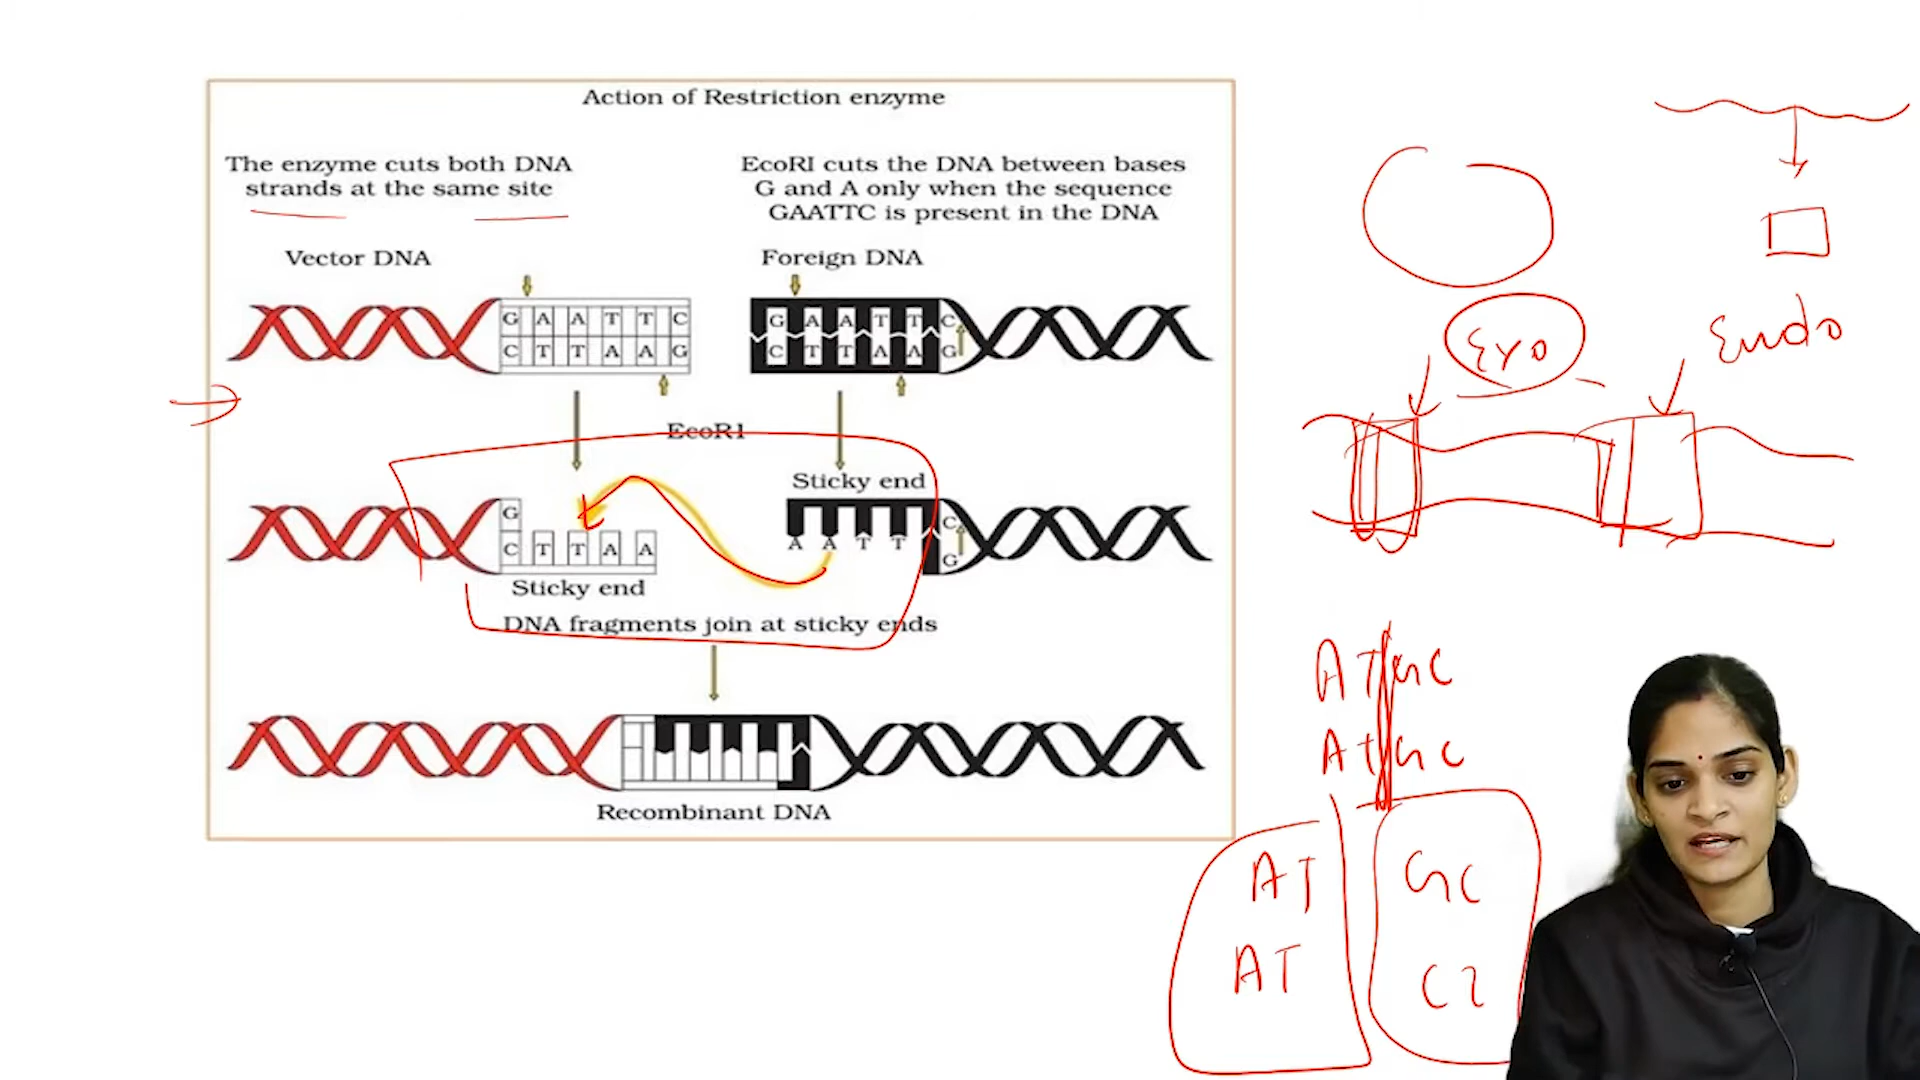 Action of Restriction enzyme
The enzyme cuts both DNA
strands at the same site
EcoRI cuts the DNA between bases
G and A only when the sequence
GAATTC is present in the DNA
Vector DNA
Foreign DNA
G A A T T C
C T T A A G
G A A T T C
C T T A A G
Exo
Endo
EcoR1
Sticky end
G
C T T A A
A A T T
C
G
Sticky end
DNA fragments join at sticky ends
Recombinant DNA
ATGC
ATGC
AT
GC
AT